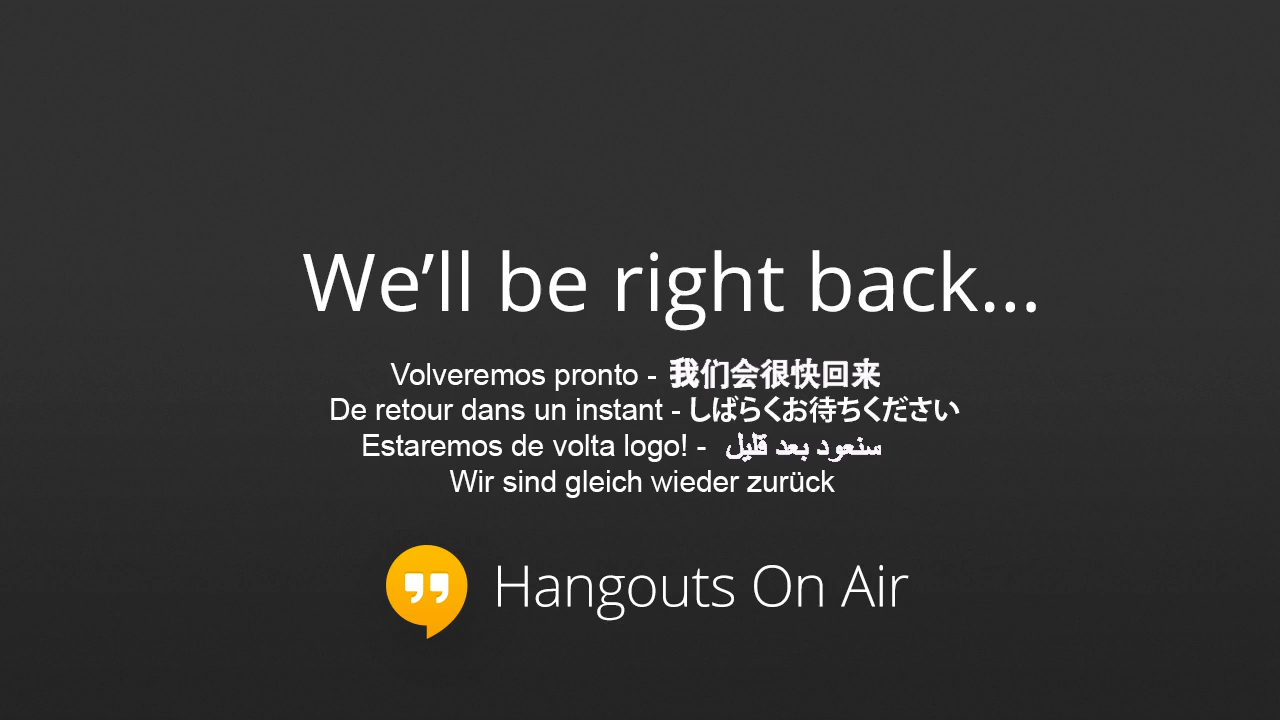 We’ll be right back...
Volveremos pronto - 我们会很快回来
De retour dans un instant - しばらくお待ちください
Estaremos de volta logo! - سنعود بعد قليل
Wir sind gleich wieder zurück
Hangouts On Air